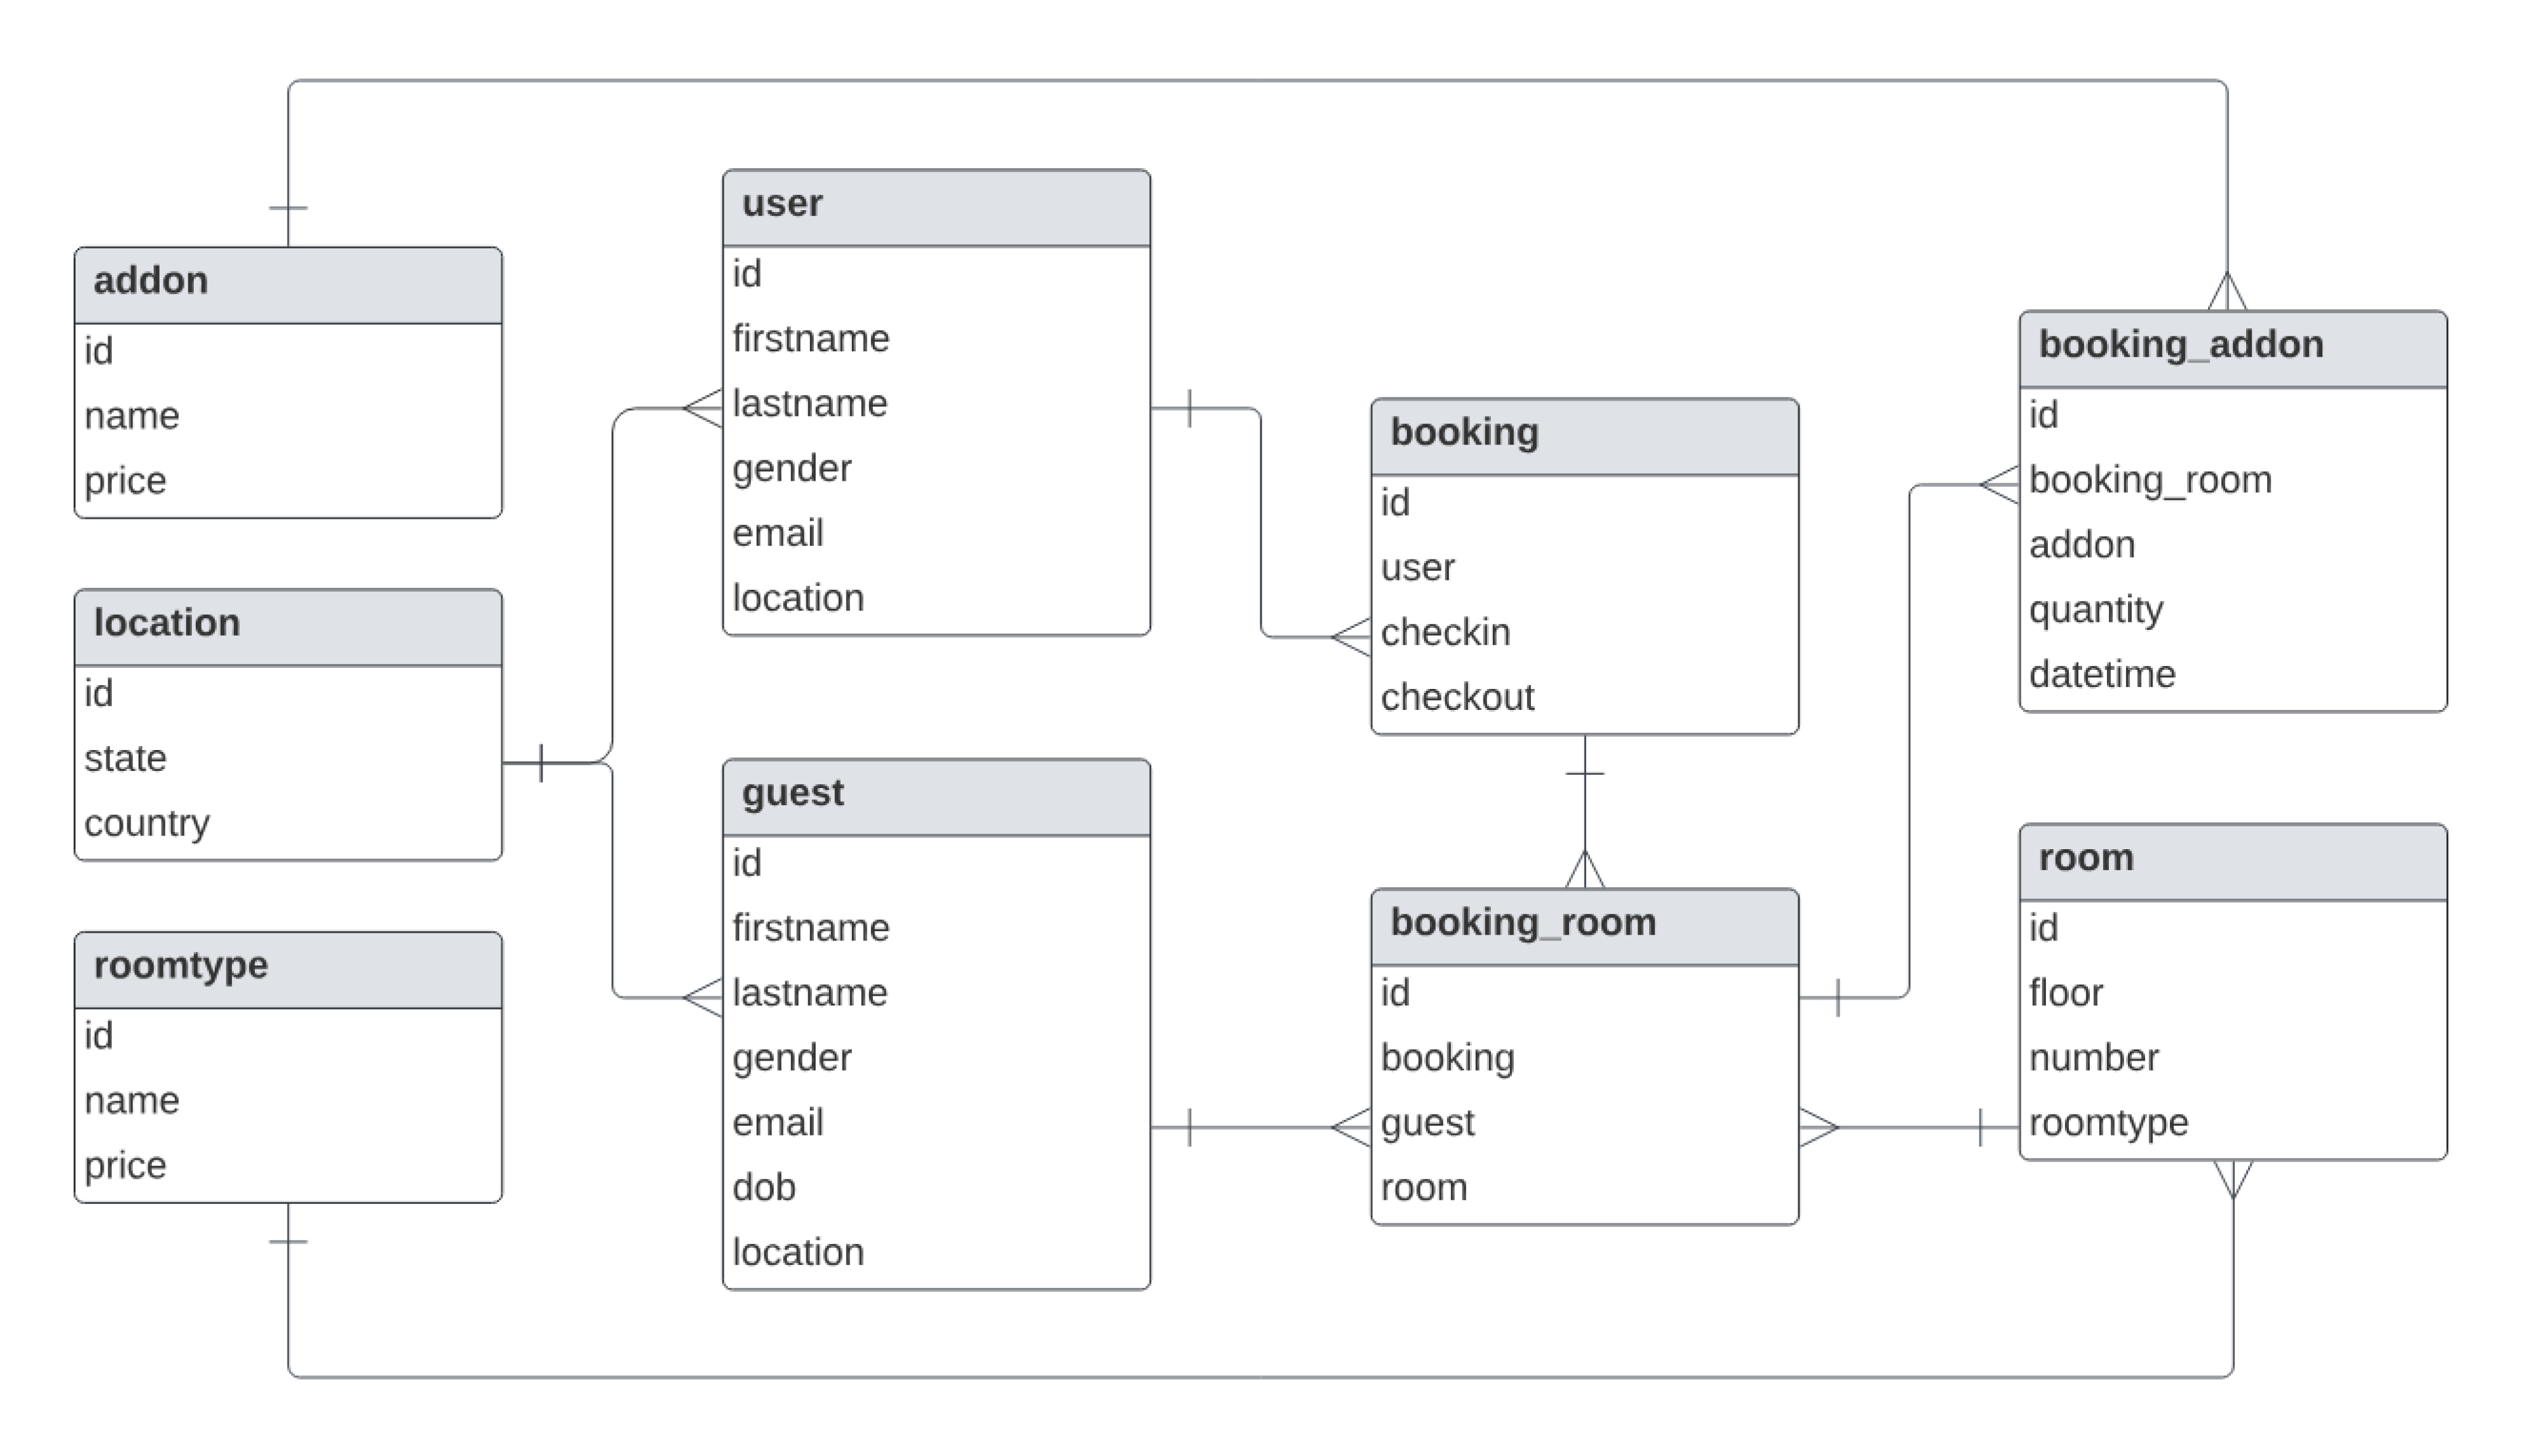 addon
id
name
price
location
id
state
country
roomtype
id
name
price
user
id
firstname
lastname
gender
email
location
guest
id
firstname
lastname
gender
email
dob
location
booking
id
user
checkin
checkout
booking_room
id
booking
guest
room
booking_addon
id
booking_room
addon
quantity
datetime
room
id
floor
number
roomtype